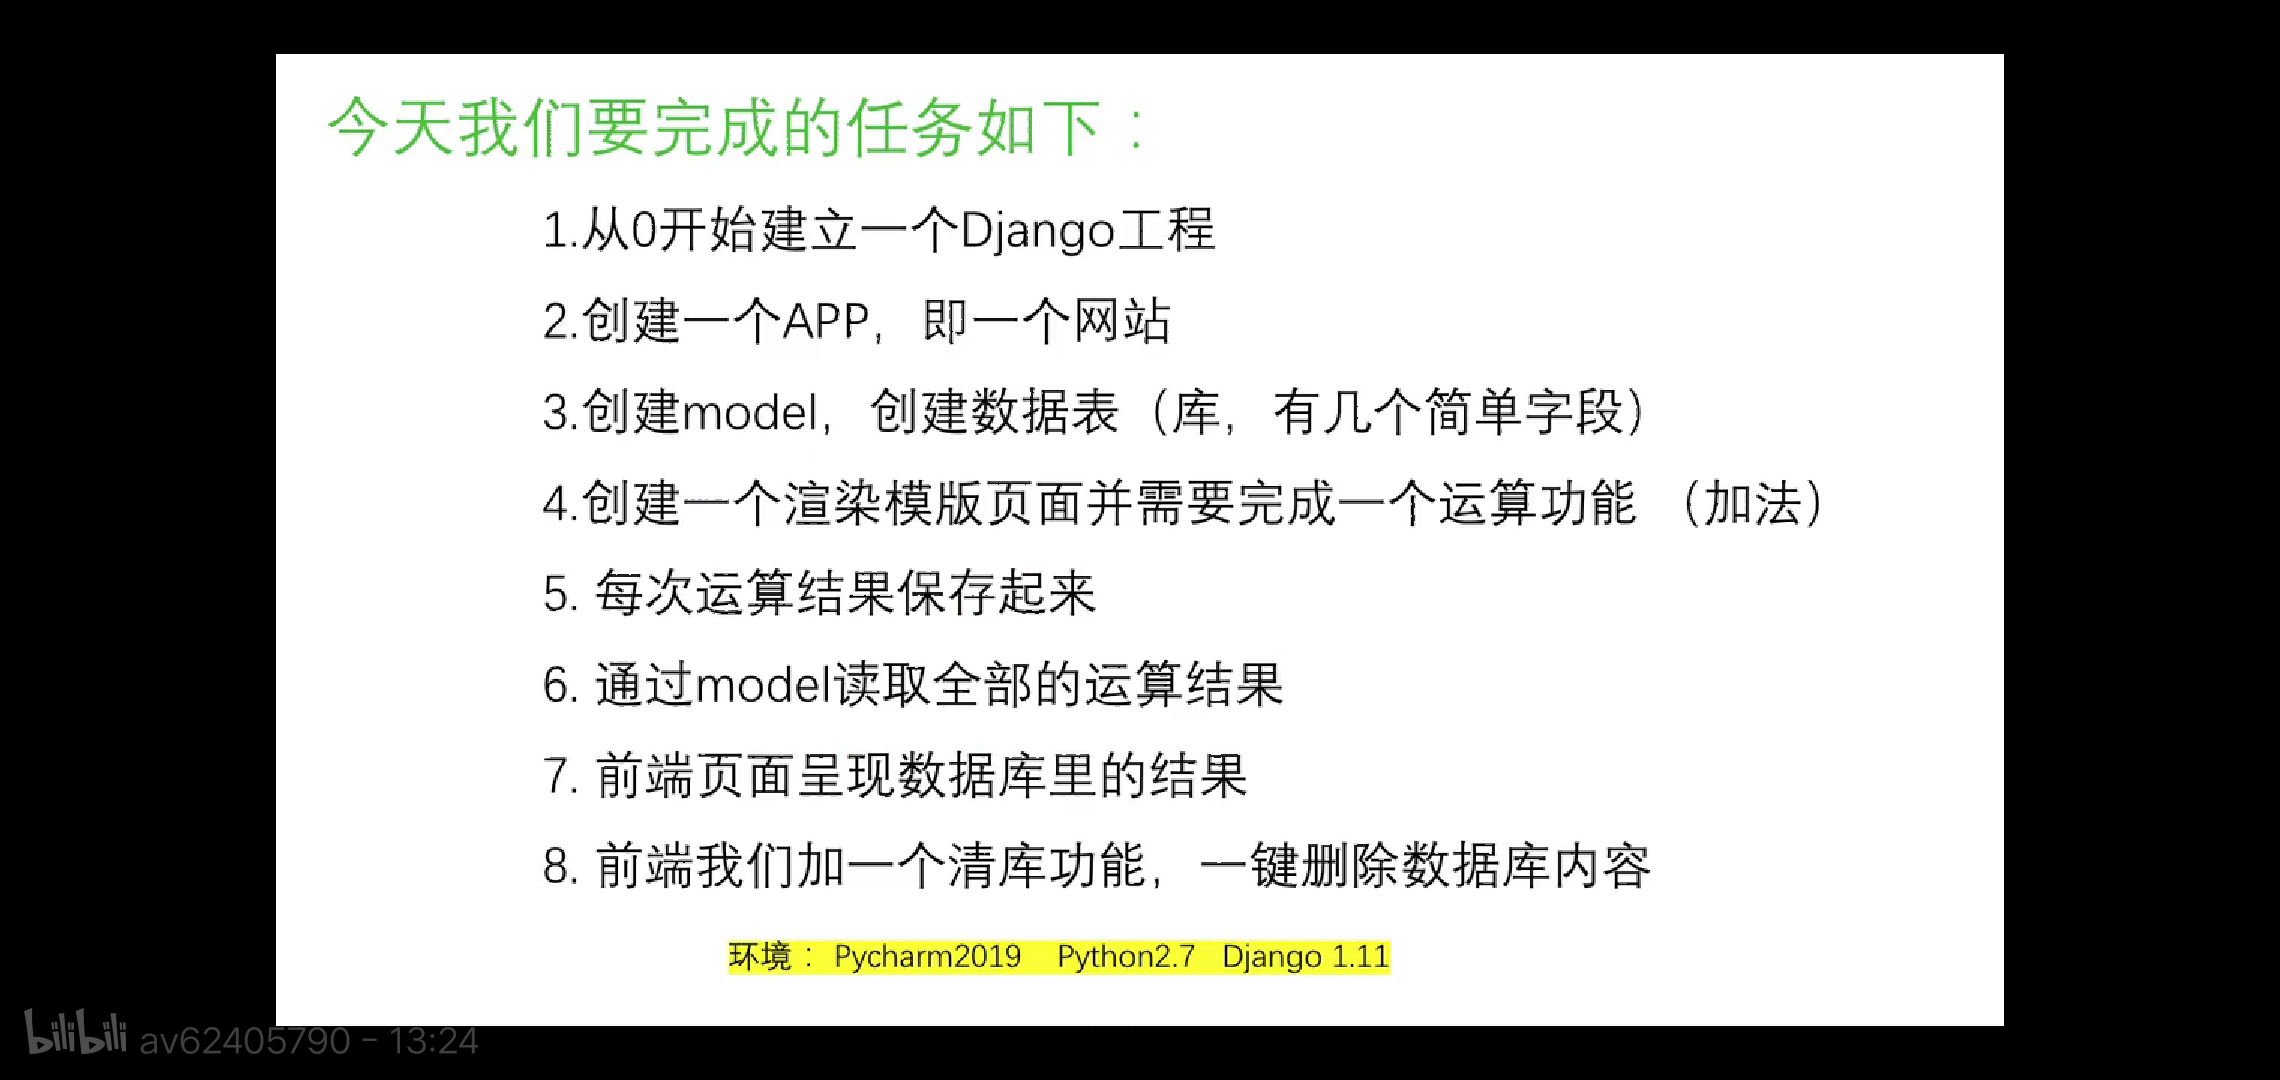 今天我们要完成的任务如下：
1.从0开始建立一个Django工程
2.创建一个APP，即一个网站
3.创建model，创建数据表（库，有几个简单字段）
4.创建一个渲染模版页面并需要完成一个运算功能 （加法）
5. 每次运算结果保存起来
6. 通过model读取全部的运算结果
7. 前端页面呈现数据库里的结果
8. 前端我们加一个清库功能，一键删除数据库内容
环境： Pycharm2019 Python2.7 Django 1.11
bilibili av62405790 - 13:24